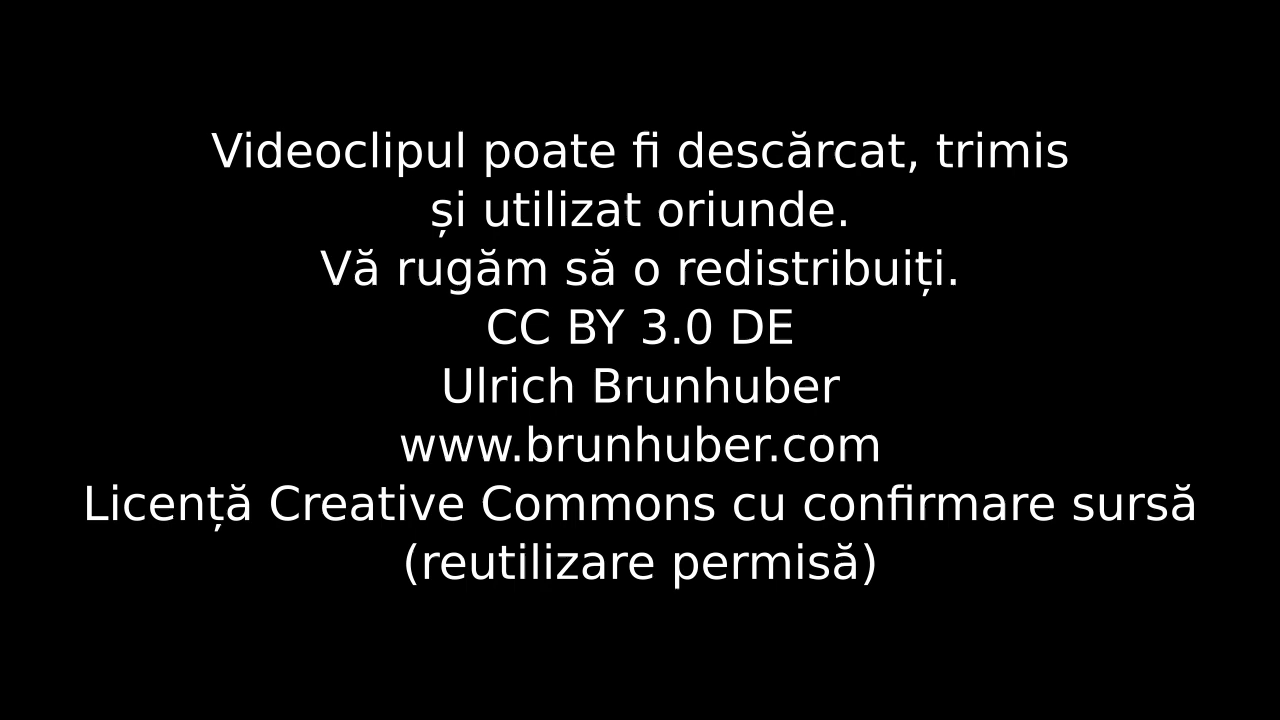 Videoclipul poate fi descărcat, trimis
și utilizat oriunde.
Vă rugăm să o redistribuiți.
CC BY 3.0 DE
Ulrich Brunhuber
www.brunhuber.com
Licență Creative Commons cu confirmare sursă
(reutilizare permisă)